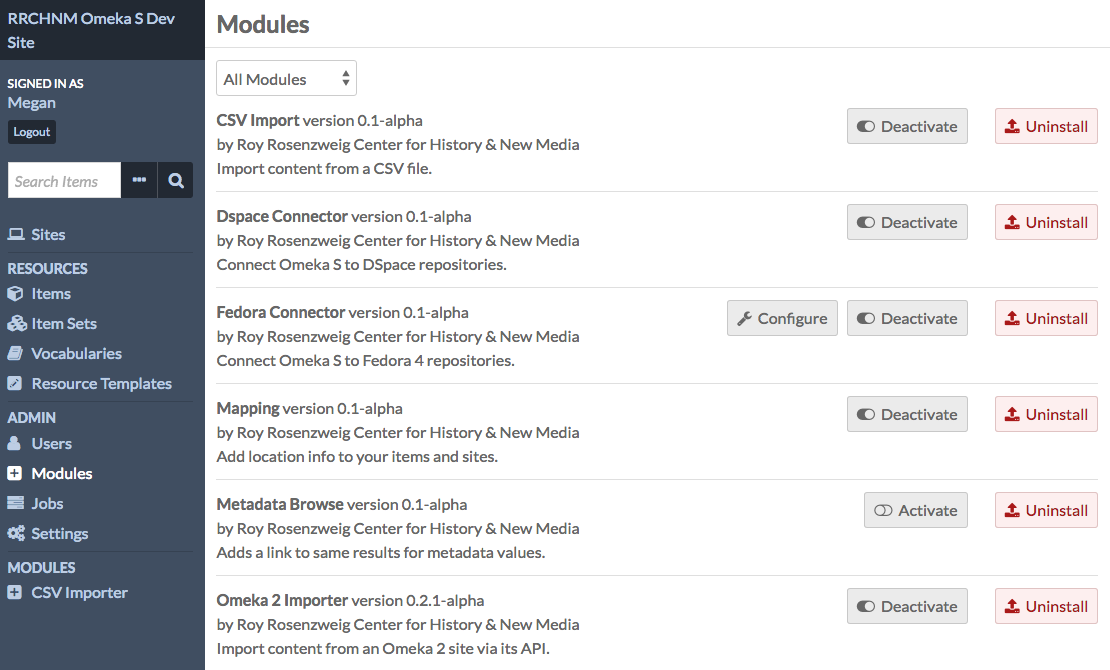 RRCHNM Omeka S Dev
Site
SIGNED IN AS
Megan
Logout
Search Items
Sites
RESOURCES
Items
Item Sets
Vocabularies
Resource Templates
ADMIN
Users
Modules
Jobs
Settings
MODULES
CSV Importer
Modules
All Modules
CSV Import version 0.1-alpha
by Roy Rosenzweig Center for History & New Media
Import content from a CSV file.
Deactivate
Uninstall
Dspace Connector version 0.1-alpha
by Roy Rosenzweig Center for History & New Media
Connect Omeka S to DSpace repositories.
Deactivate
Uninstall
Fedora Connector version 0.1-alpha
by Roy Rosenzweig Center for History & New Media
Connect Omeka S to Fedora 4 repositories.
Configure
Deactivate
Uninstall
Mapping version 0.1-alpha
by Roy Rosenzweig Center for History & New Media
Add location info to your items and sites.
Deactivate
Uninstall
Metadata Browse version 0.1-alpha
by Roy Rosenzweig Center for History & New Media
Adds a link to same results for metadata values.
Activate
Uninstall
Omeka 2 Importer version 0.2.1-alpha
by Roy Rosenzweig Center for History & New Media
Import content from an Omeka 2 site via its API.
Deactivate
Uninstall